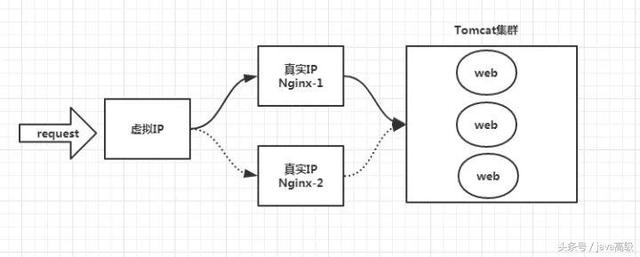 Tomcat集群
真实IP
Nginx-1
web
request
虚拟IP
web
真实IP
Nginx-2
web
头条号 / java高级